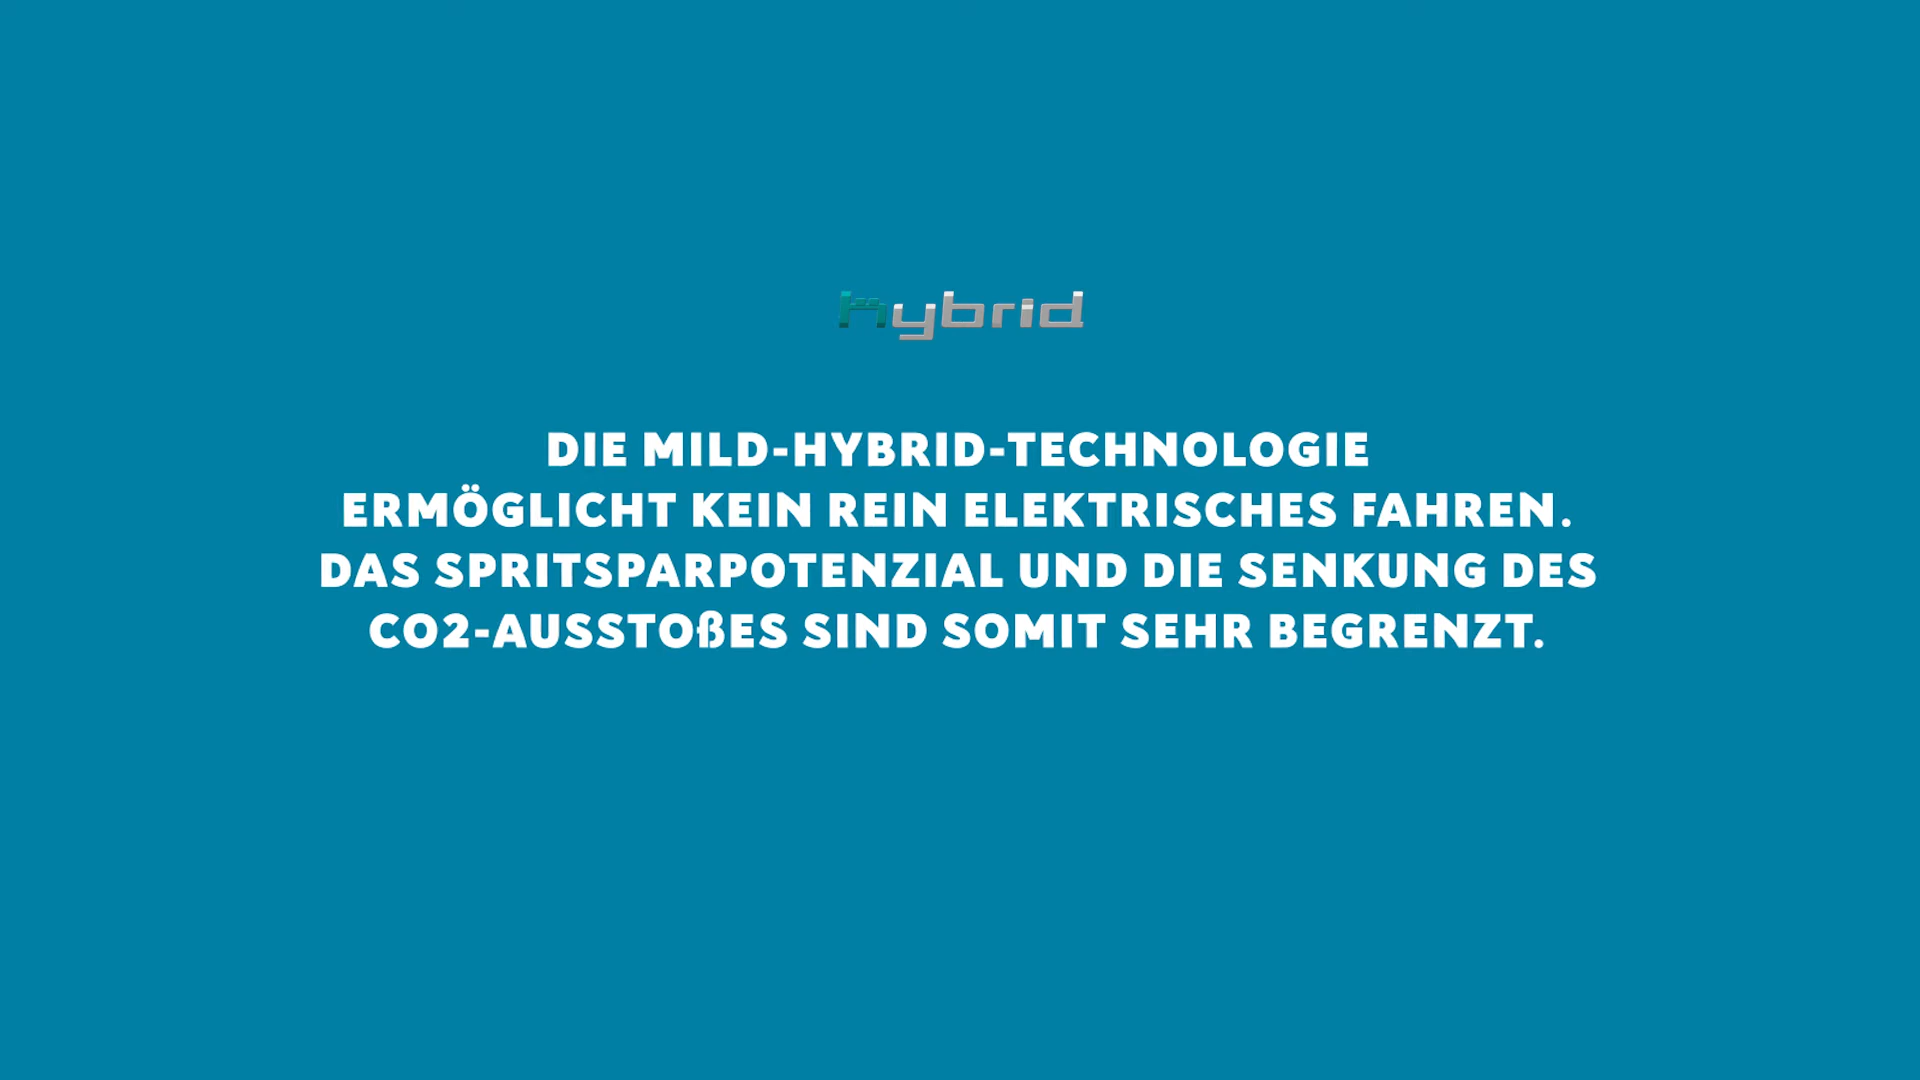 hybrid
DIE MILD-HYBRID-TECHNOLOGIE
ERMÖGLICHT KEIN REIN ELEKTRISCHES FAHREN.
DAS SPRITSPARPOTENZIAL UND DIE SENKUNG DES
CO2-AUSSTOßES SIND SOMIT SEHR BEGRENZT.